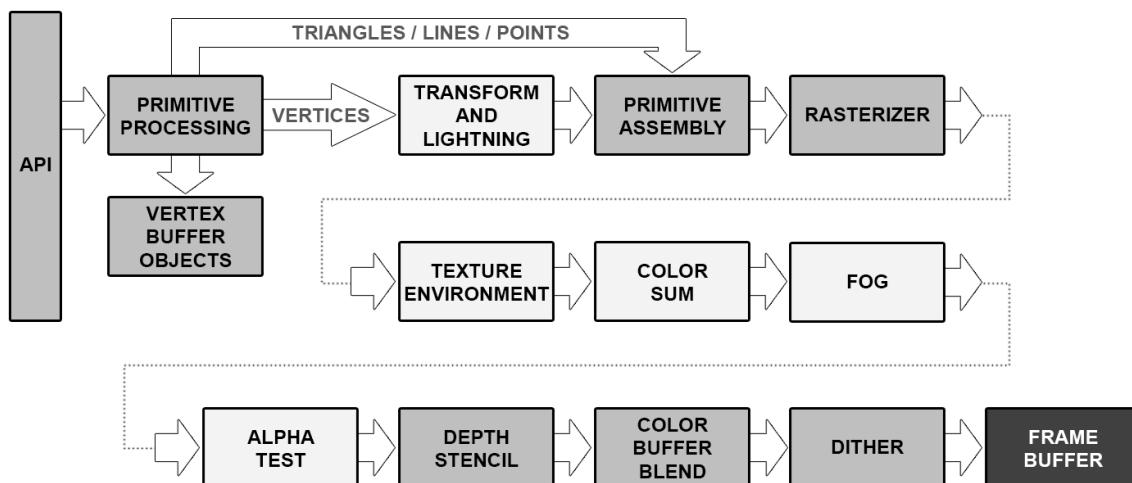 API
TRIANGLES / LINES / POINTS
PRIMITIVE
PROCESSING
VERTICES
TRANSFORM
AND
LIGHTNING
PRIMITIVE
ASSEMBLY
RASTERIZER
VERTEX
BUFFER
OBJECTS
TEXTURE
ENVIRONMENT
COLOR
SUM
FOG
ALPHA
TEST
DEPTH
STENCIL
COLOR
BUFFER
BLEND
DITHER
FRAME
BUFFER